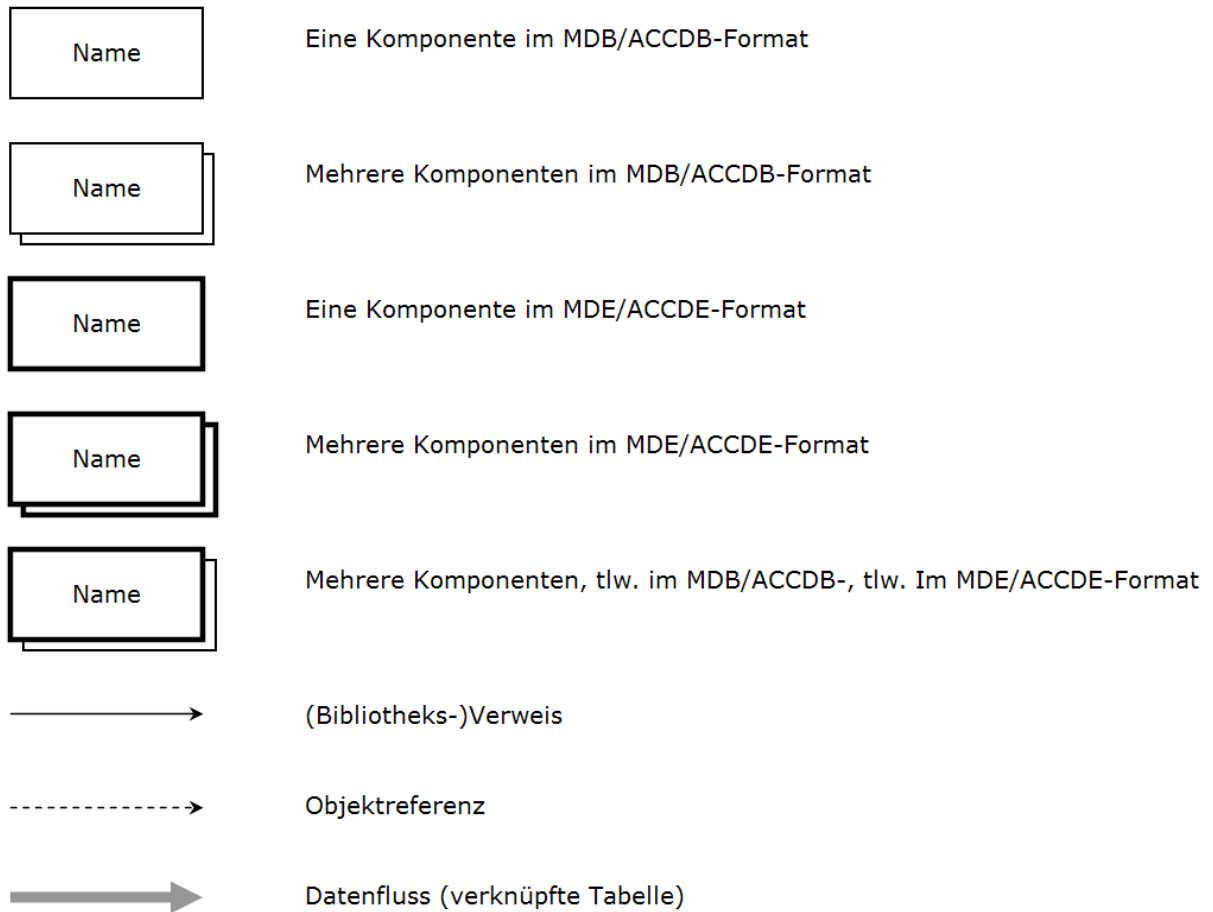 Name
Eine Komponente im MDB/ACCDB-Format
Name
Mehrere Komponenten im MDB/ACCDB-Format
Name
Eine Komponente im MDE/ACCDE-Format
Name
Mehrere Komponenten im MDE/ACCDE-Format
Name
Mehrere Komponenten, tlw. im MDB/ACCDB-, tlw. Im MDE/ACCDE-Format
(Bibliotheks-)Verweis
Objektreferenz
Datenfluss (verknüpfte Tabelle)